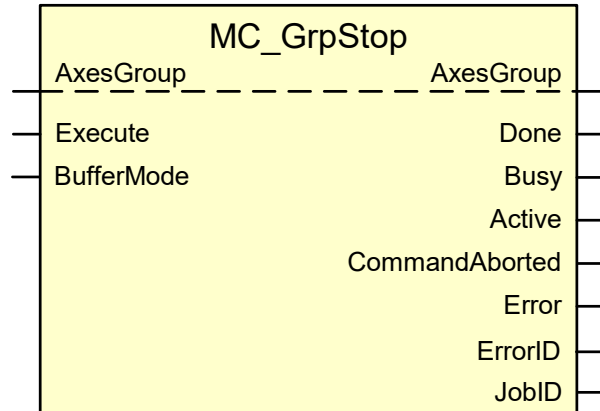 MC_GrpStop
AxesGroup AxesGroup
Execute Done
BufferMode Busy
Active
CommandAborted
Error
ErrorID
JobID